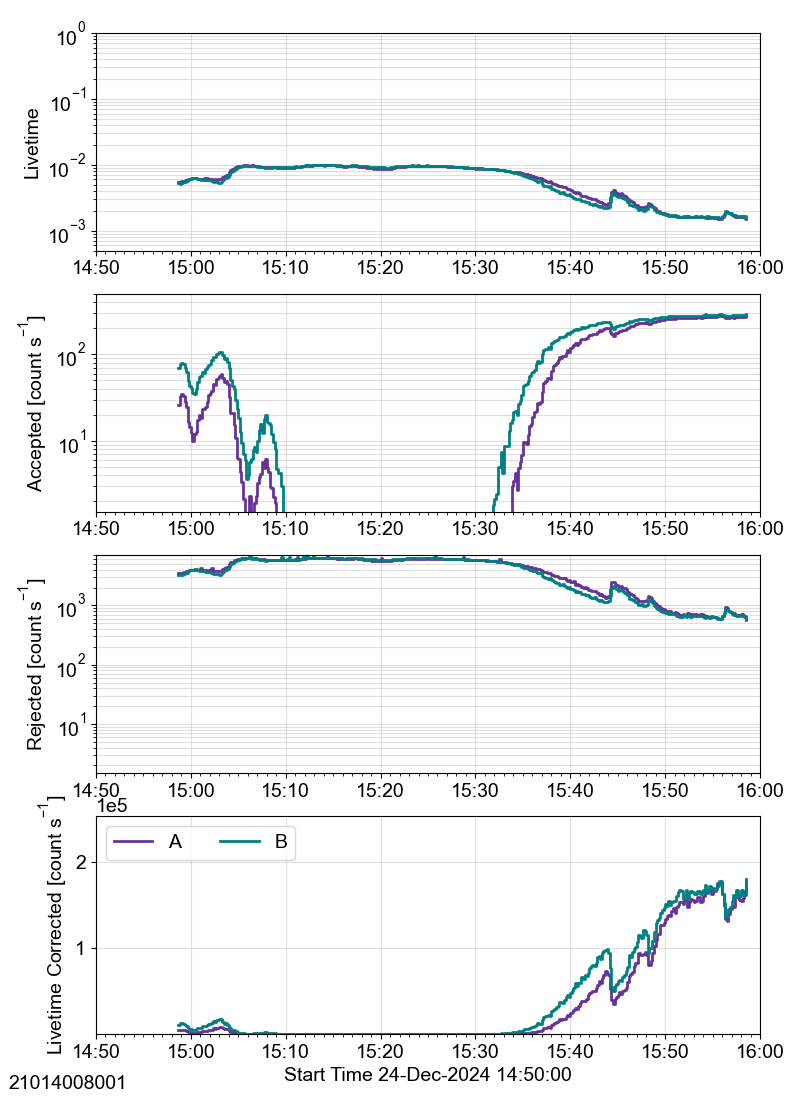 10^0
10^−1
10^−2
10^−3
Livetime
14:50 15:00 15:10 15:20 15:30 15:40 15:50 16:00
10^2
10^1
Accepted [count s^−1]
14:50 15:00 15:10 15:20 15:30 15:40 15:50 16:00
10^3
10^2
10^1
Rejected [count s^−1]
14:50 15:00 15:10 15:20 15:30 15:40 15:50 16:00
1e5
A B
2
1
Livetime Corrected [count s^−1]
14:50 15:00 15:10 15:20 15:30 15:40 15:50 16:00
Start Time 24-Dec-2024 14:50:00
21014008001